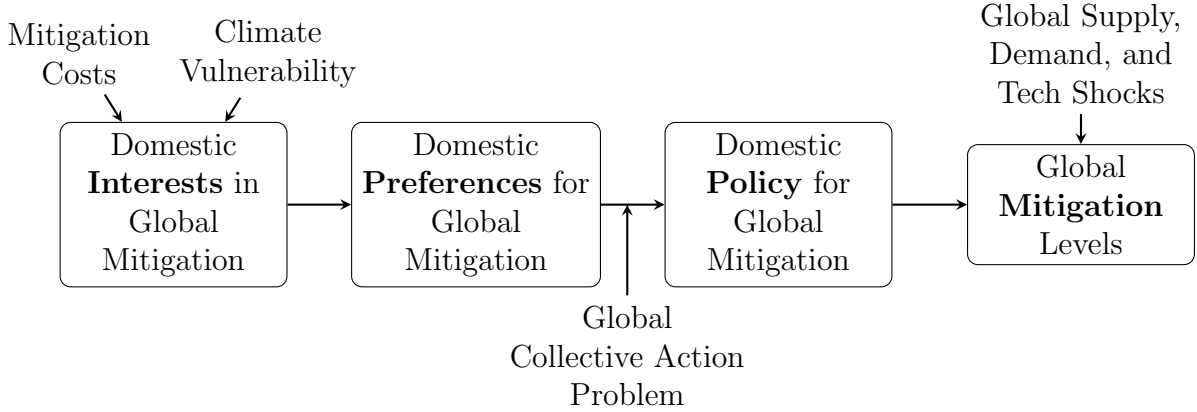 Mitigation
Costs
Climate
Vulnerability
Global Supply,
Demand, and
Tech Shocks
Domestic
Interests in
Global
Mitigation
Domestic
Preferences for
Global
Mitigation
Domestic
Policy for
Global
Mitigation
Global
Mitigation
Levels
Global
Collective Action
Problem